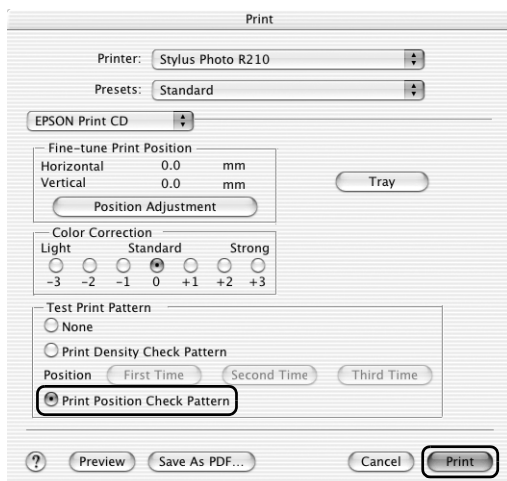 Print
Printer: Stylus Photo R210
Presets: Standard
EPSON Print CD
Fine-tune Print Position
Horizontal 0.0 mm
Vertical 0.0 mm
Tray
Position Adjustment
Color Correction
Light Standard Strong
-3 -2 -1 0 +1 +2 +3
Test Print Pattern
None
Print Density Check Pattern
Position First Time Second Time Third Time
Print Position Check Pattern
? Preview Save As PDF... Cancel Print